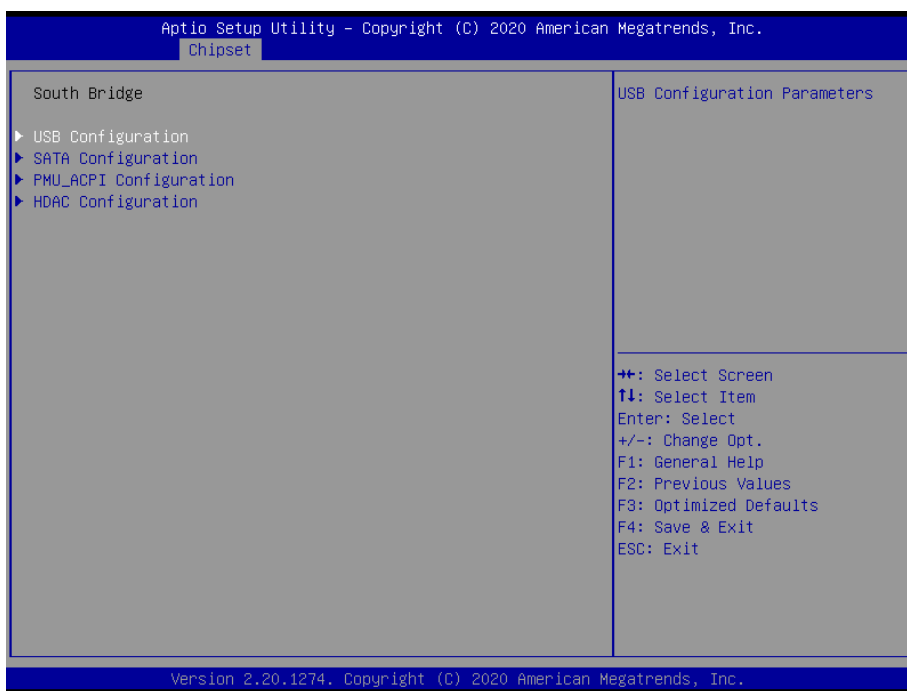 Aptio Setup Utility – Copyright (C) 2020 American Megatrends, Inc.
Chipset
South Bridge
USB Configuration
SATA Configuration
PMU_ACPI Configuration
HDAC Configuration
USB Configuration Parameters
→←: Select Screen
↑↓: Select Item
Enter: Select
+/-: Change Opt.
F1: General Help
F2: Previous Values
F3: Optimized Defaults
F4: Save & Exit
ESC: Exit
Version 2.20.1274. Copyright (C) 2020 American Megatrends, Inc.